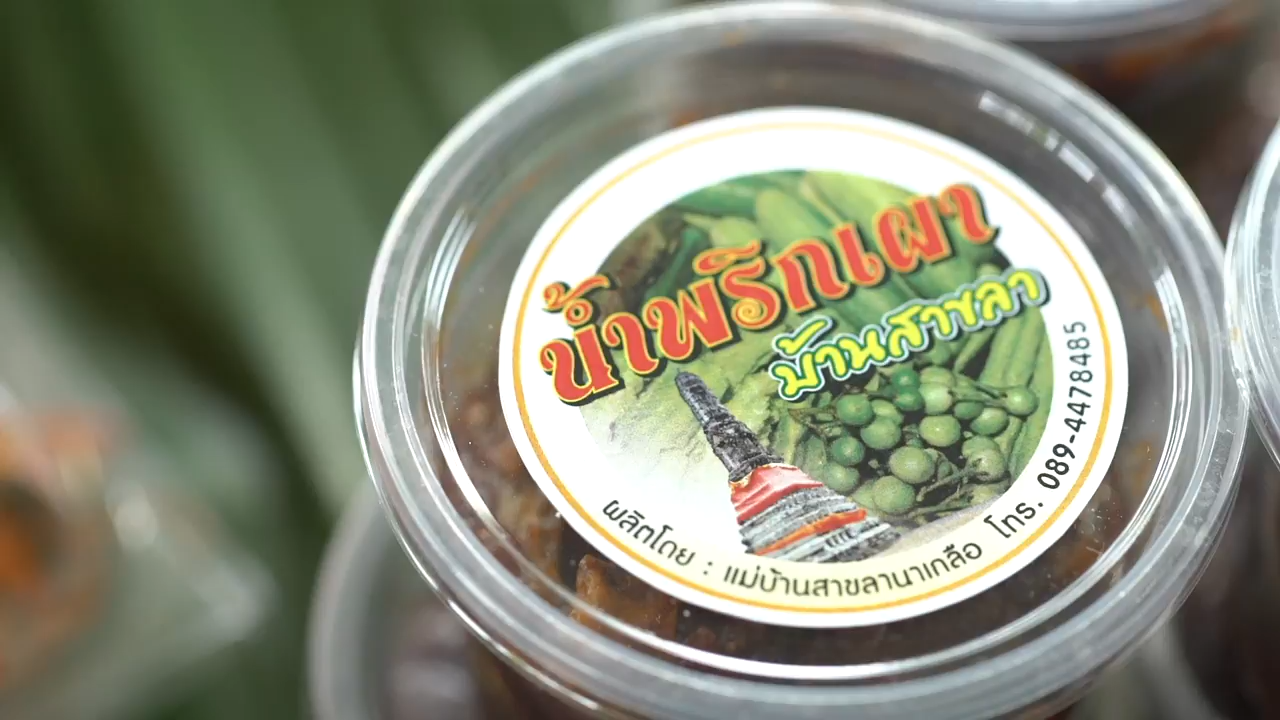 น้ำพริกเผา
บ้านสาขลา
ผลิตโดย : แม่บ้านสาขลานาเกลือ โทร. 089-4478485